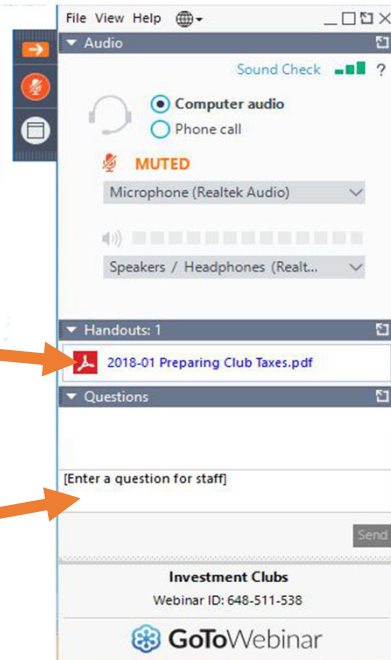 File View Help
Audio
Sound Check ?
Computer audio
Phone call
MUTED
Microphone (Realtek Audio)
Speakers / Headphones (Realt...
Handouts: 1
2018-01 Preparing Club Taxes.pdf
Questions
[Enter a question for staff]
Send
Investment Clubs
Webinar ID: 648-511-538
GoToWebinar